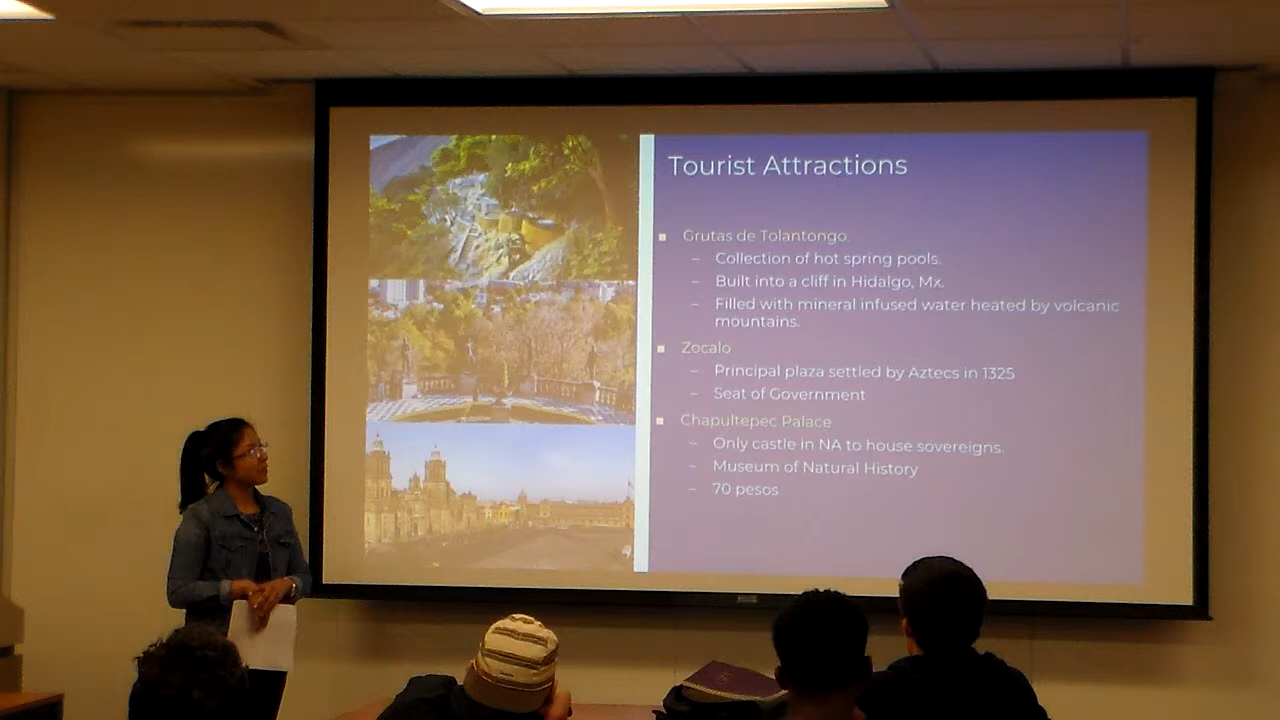 Tourist Attractions
Grutas de Tolantongo.
– Collection of hot spring pools.
– Built into a cliff in Hidalgo, Mx.
– Filled with mineral infused water heated by volcanic
mountains.
Zocalo
– Principal plaza settled by Aztecs in 1325
– Seat of Government
Chapultepec Palace
– Only castle in NA to house sovereigns.
– Museum of Natural History
– 70 pesos